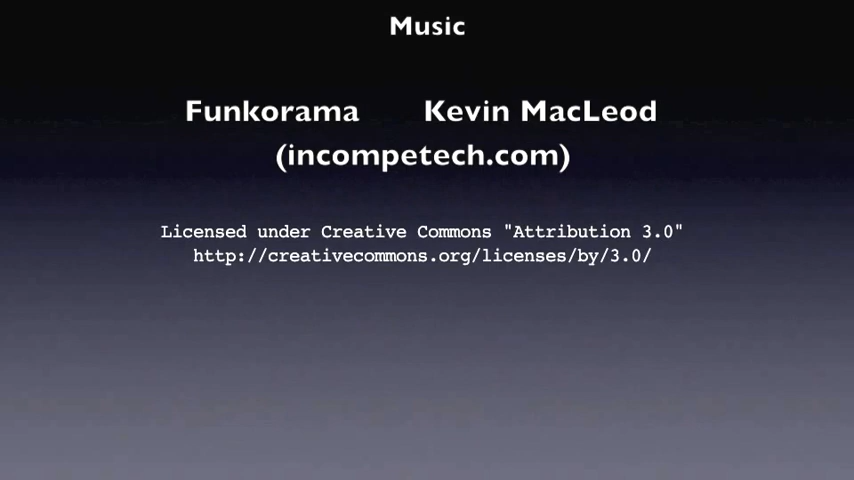 Music
Funkorama Kevin MacLeod
(incompetech.com)
Licensed under Creative Commons "Attribution 3.0"
http://creativecommons.org/licenses/by/3.0/